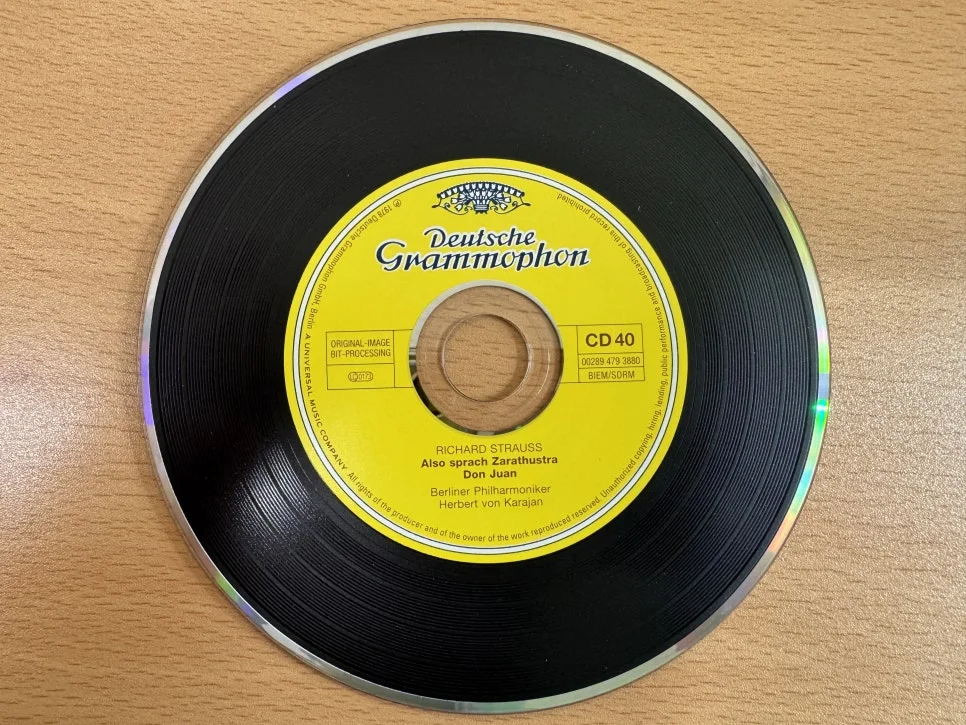 Deutsche
Grammophon
ORIGINAL-IMAGE
BIT-PROCESSING
CD 40
00289 479 3880
BIEM/SDRM
RICHARD STRAUSS
Also sprach Zarathustra
Don Juan
Berliner Philharmoniker
Herbert von Karajan
℗ 1978 Deutsche Grammophon GmbH, Berlin A UNIVERSAL MUSIC COMPANY All rights of the producer and of the owner of the work reproduced reserved. Unauthorized copying, hiring, lending, public performance and broadcasting of this record prohibited